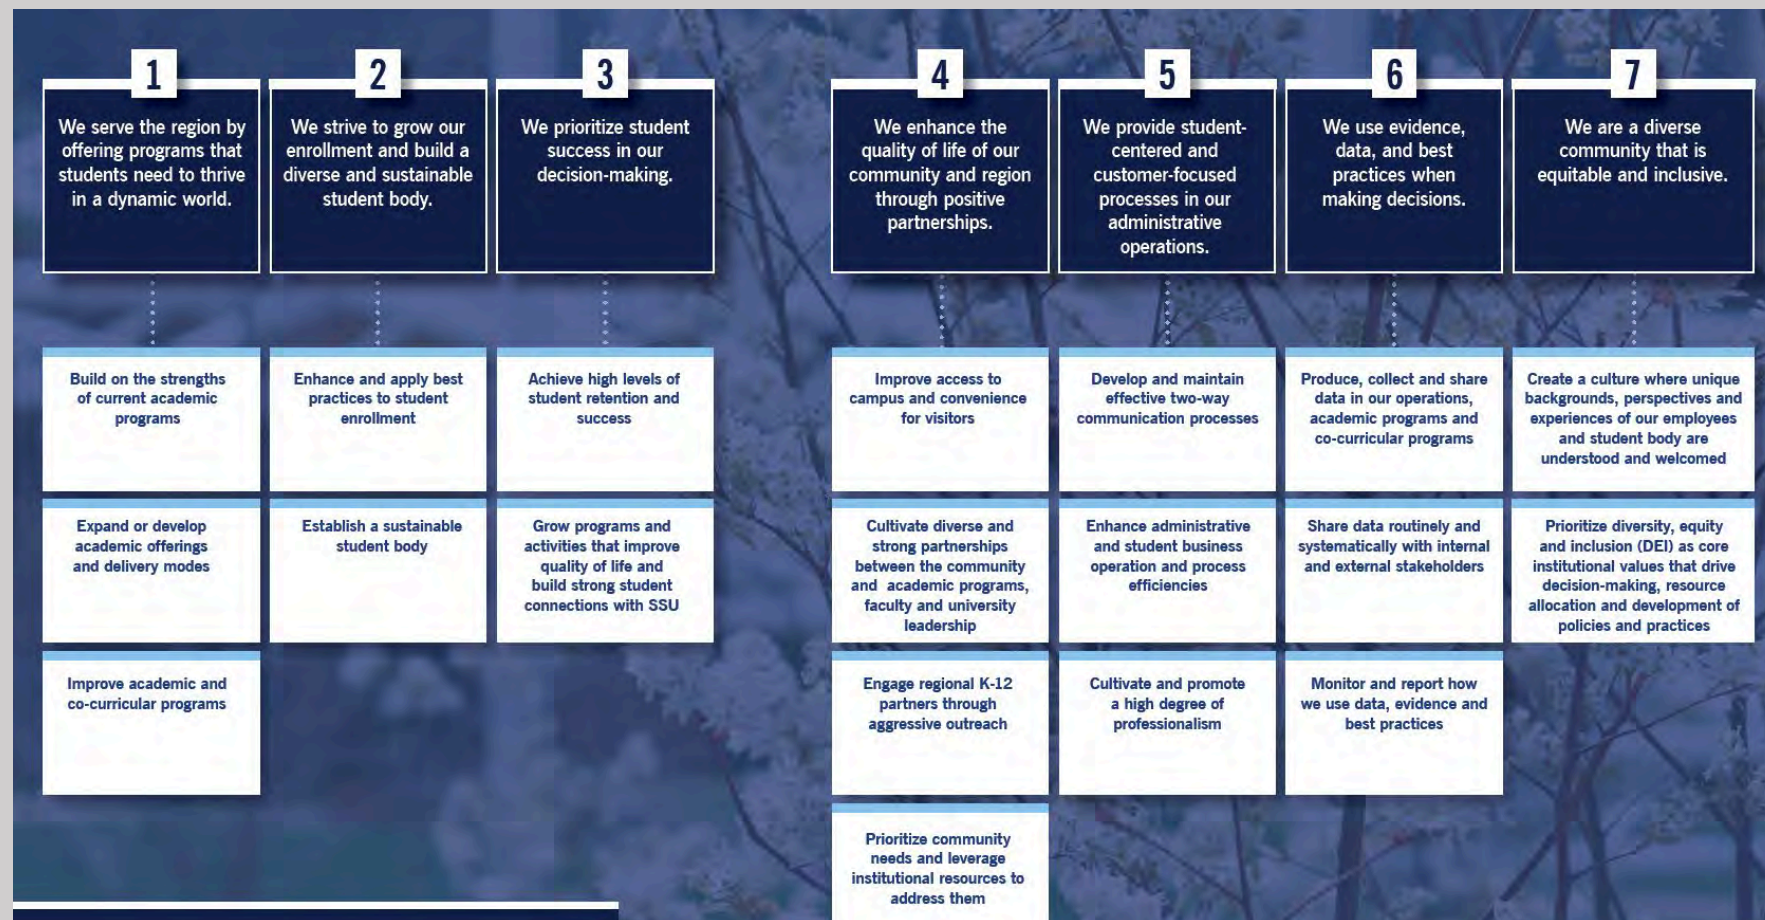 1
We serve the region by
offering programs that
students need to thrive
in a dynamic world.
Build on the strengths
of current academic
programs
Expand or develop
academic offerings
and delivery modes
Improve academic and
co-curricular programs
2
We strive to grow our
enrollment and build a
diverse and sustainable
student body.
Enhance and apply best
practices to student
enrollment
Establish a sustainable
student body
3
We prioritize student
success in our
decision-making.
Achieve high levels of
student retention and
success
Grow programs and
activities that improve
quality of life and
build strong student
connections with SSU
4
We enhance the
quality of life of our
community and region
through positive
partnerships.
Improve access to
campus and convenience
for visitors
Cultivate diverse and
strong partnerships
between the community
and academic programs,
faculty and university
leadership
Engage regional K-12
partners through
aggressive outreach
Prioritize community
needs and leverage
institutional resources to
address them
5
We provide student-
centered and
customer-focused
processes in our
administrative
operations.
Develop and maintain
effective two-way
communication processes
Enhance administrative
and student business
operation and process
efficiencies
Cultivate and promote
a high degree of
professionalism
6
We use evidence,
data, and best
practices when
making decisions.
Produce, collect and share
data in our operations,
academic programs and
co-curricular programs
Share data routinely and
systematically with internal
and external stakeholders
Monitor and report how
we use data, evidence and
best practices
7
We are a diverse
community that is
equitable and inclusive.
Create a culture where unique
backgrounds, perspectives and
experiences of our employees
and student body are
understood and welcomed
Prioritize diversity, equity
and inclusion (DEI) as core
institutional values that drive
decision-making, resource
allocation and development of
policies and practices